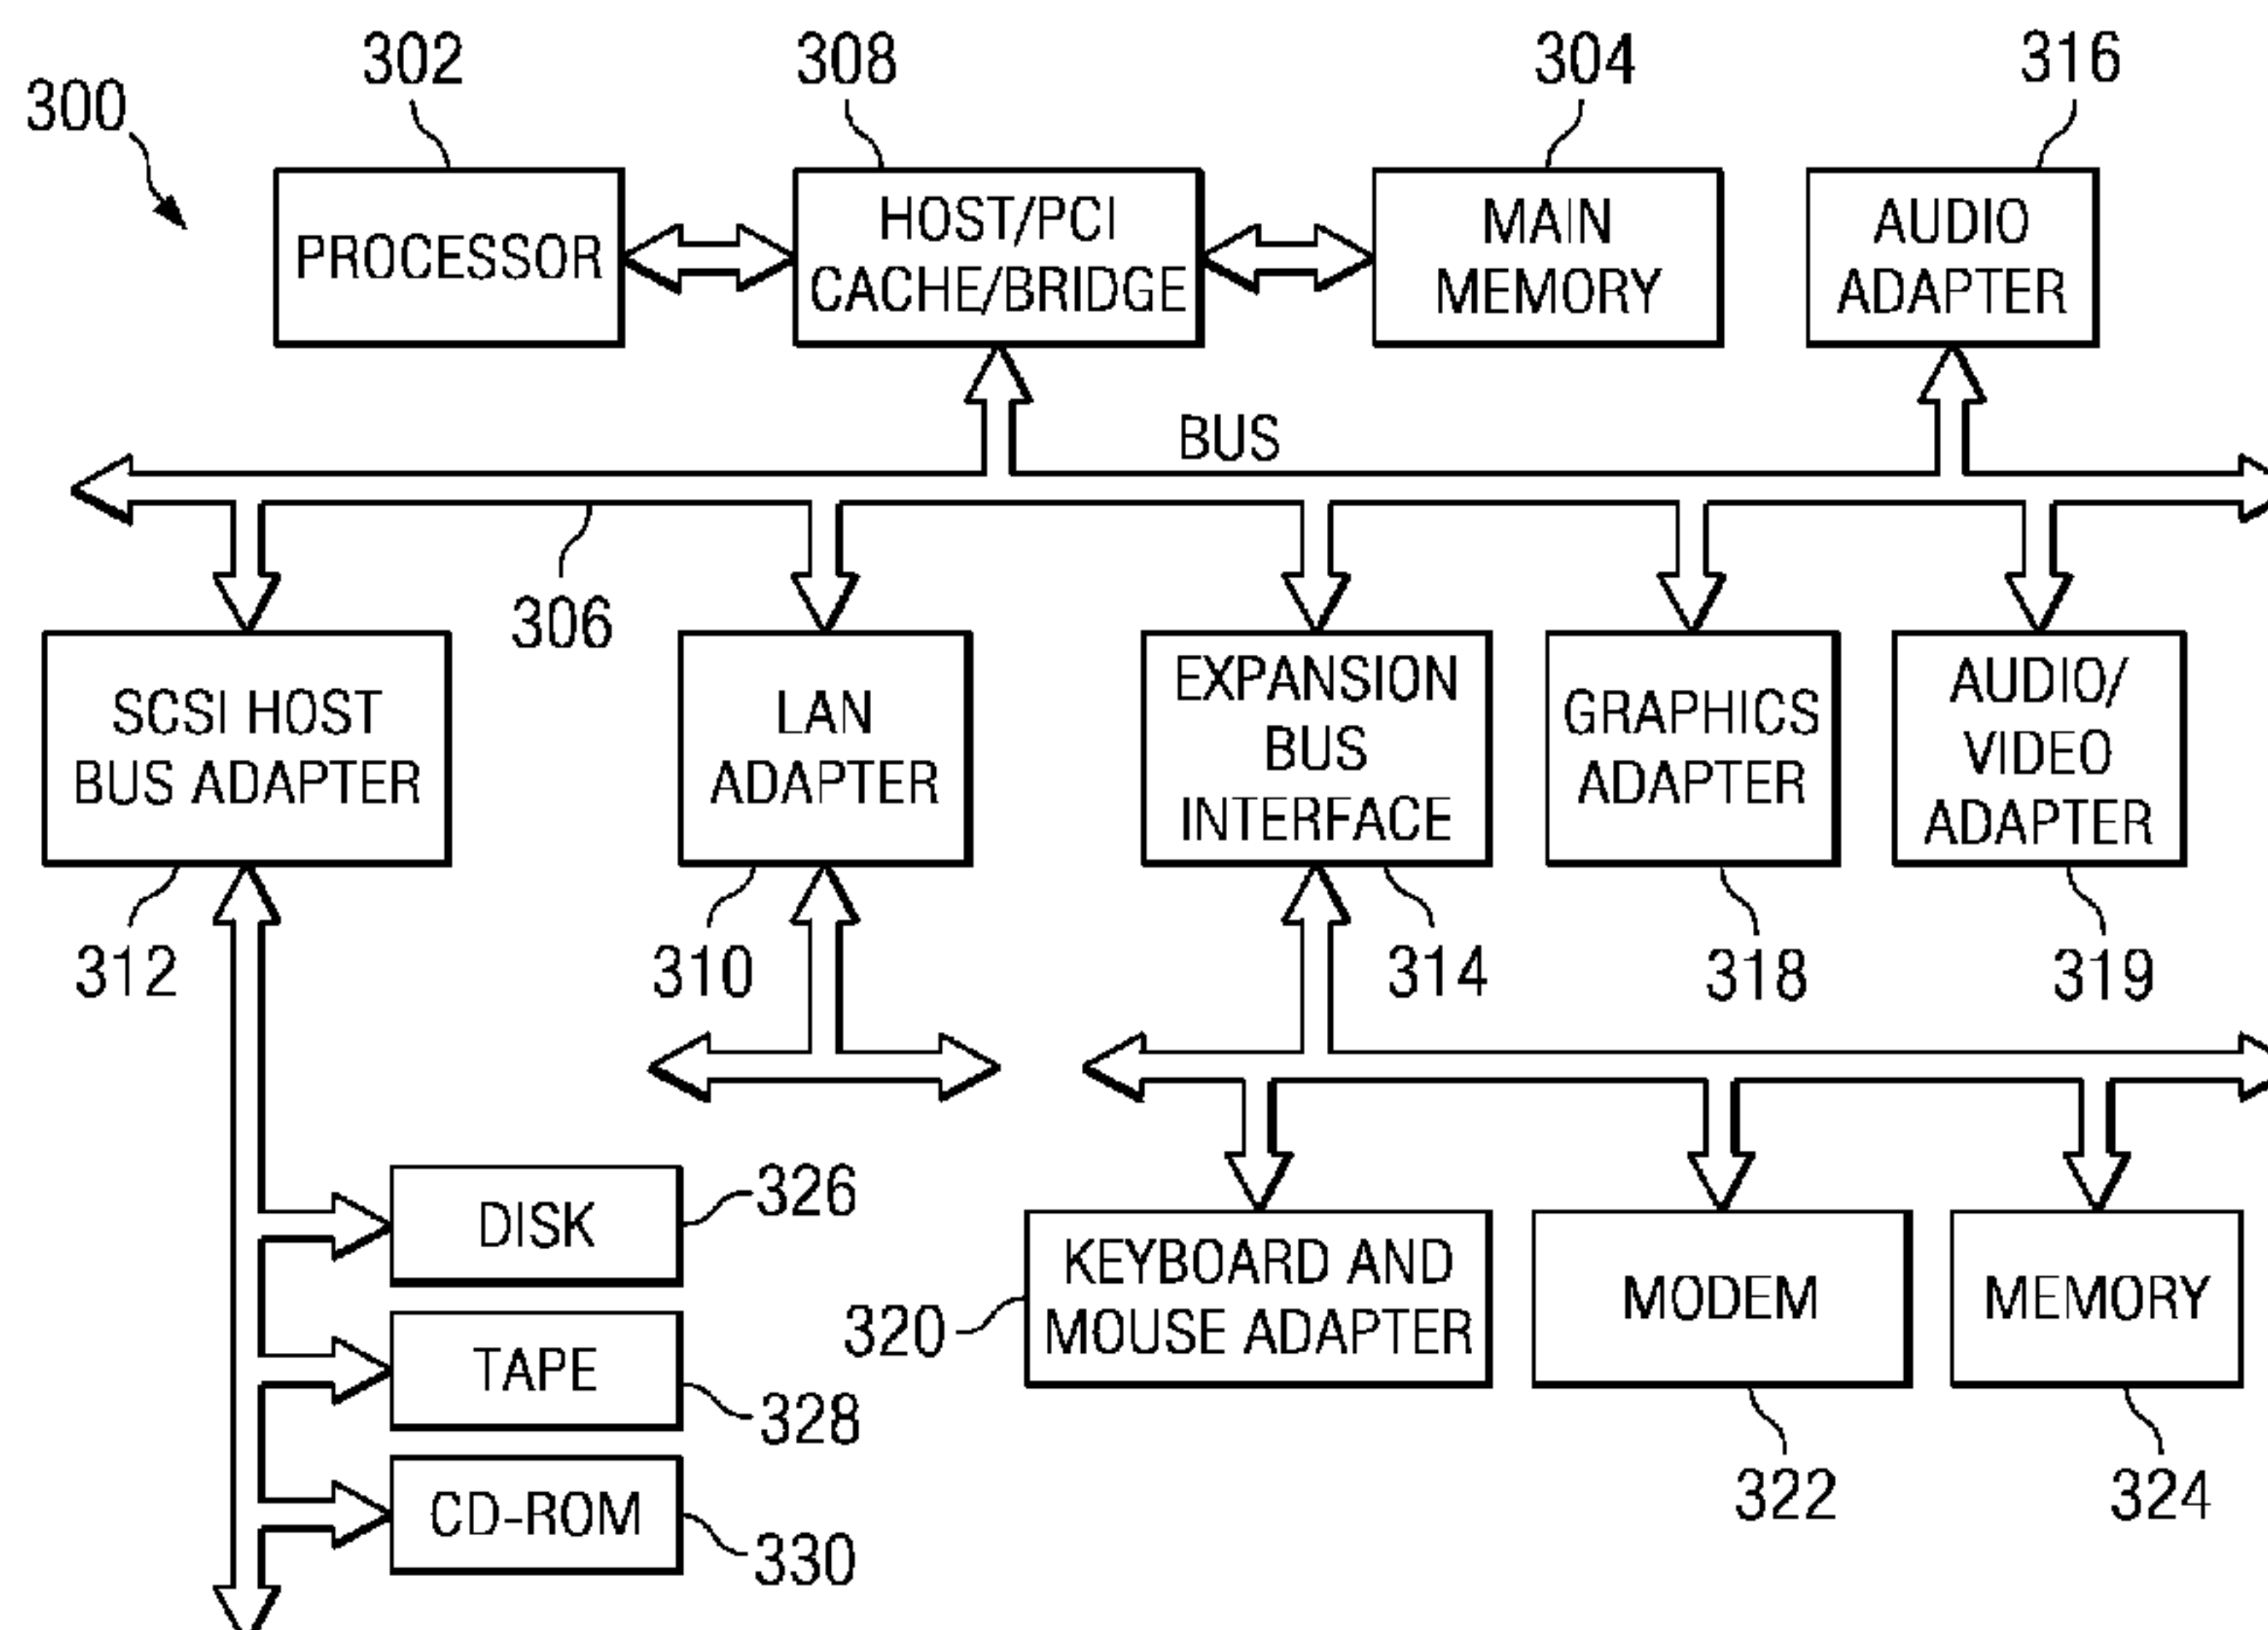 302
308
304
316
300
PROCESSOR
HOST/PCI
CACHE/BRIDGE
MAIN
MEMORY
AUDIO
ADAPTER
BUS
306
SCSI HOST
BUS ADAPTER
LAN
ADAPTER
EXPANSION
BUS
INTERFACE
GRAPHICS
ADAPTER
AUDIO/
VIDEO
ADAPTER
312
310
314
318
319
DISK
326
TAPE
328
CD-ROM
330
320
KEYBOARD AND
MOUSE ADAPTER
MODEM
MEMORY
322
324